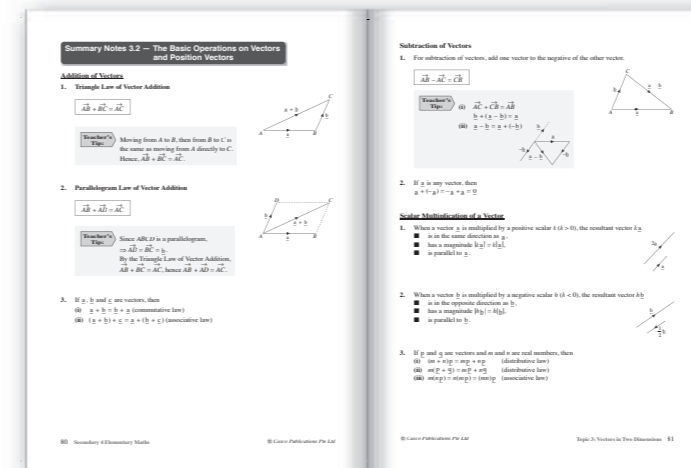 Summary Notes 3.2 — The Basic Operations on Vectors
and Position Vectors
Addition of Vectors
1. Triangle Law of Vector Addition
AB + BC = AC
Teacher's
Tip:
Moving from A to B, then from B to C is
the same as moving from A directly to C.
Hence, AB + BC = AC.
A
B
C
a + b
b
a
2. Parallelogram Law of Vector Addition
AB + AD = AC
Teacher's
Tip:
Since ABCD is a parallelogram,
⇒ AD = BC = b.
By the Triangle Law of Vector Addition,
AB + BC = AC, hence AB + AD = AC.
D
C
b
a + b
A
a
B
3. If a, b and c are vectors, then
(i) a + b = b + a (commutative law)
(ii) (a + b) + c = a + (b + c) (associative law)
80 Secondary 4 Elementary Maths
© Casco Publications Pte Ltd
Subtraction of Vectors
1. For subtraction of vectors, add one vector to the negative of the other vector.
AB − AC = CB
Teacher's
Tip:
(i) AC + CB = AB
b + (a − b) = a
(ii) a − b = a + (−b)
b
a
−b
a − b
−b
C
b
a − b
A
a
B
2. If a is any vector, then
a + (−a) = −a + a = 0
Scalar Multiplication of a Vector
1. When a vector a is multiplied by a positive scalar k (k > 0), the resultant vector ka
■ is in the same direction as a,
■ has a magnitude |ka| = k|a|,
■ is parallel to a.
a
2. When a vector b is multiplied by a negative scalar h (h < 0), the resultant vector hb
■ is in the opposite direction as b,
■ has a magnitude |hb| = h|b|,
■ is parallel to b.
b
3. If p and q are vectors and m and n are real numbers, then
(i) (m + n)p = mp + np (distributive law)
(ii) m(p + q) = mp + mq (distributive law)
(iii) m(np) = n(mp) = (mn)p (associative law)
© Casco Publications Pte Ltd
Topic 3: Vectors in Two Dimensions 81